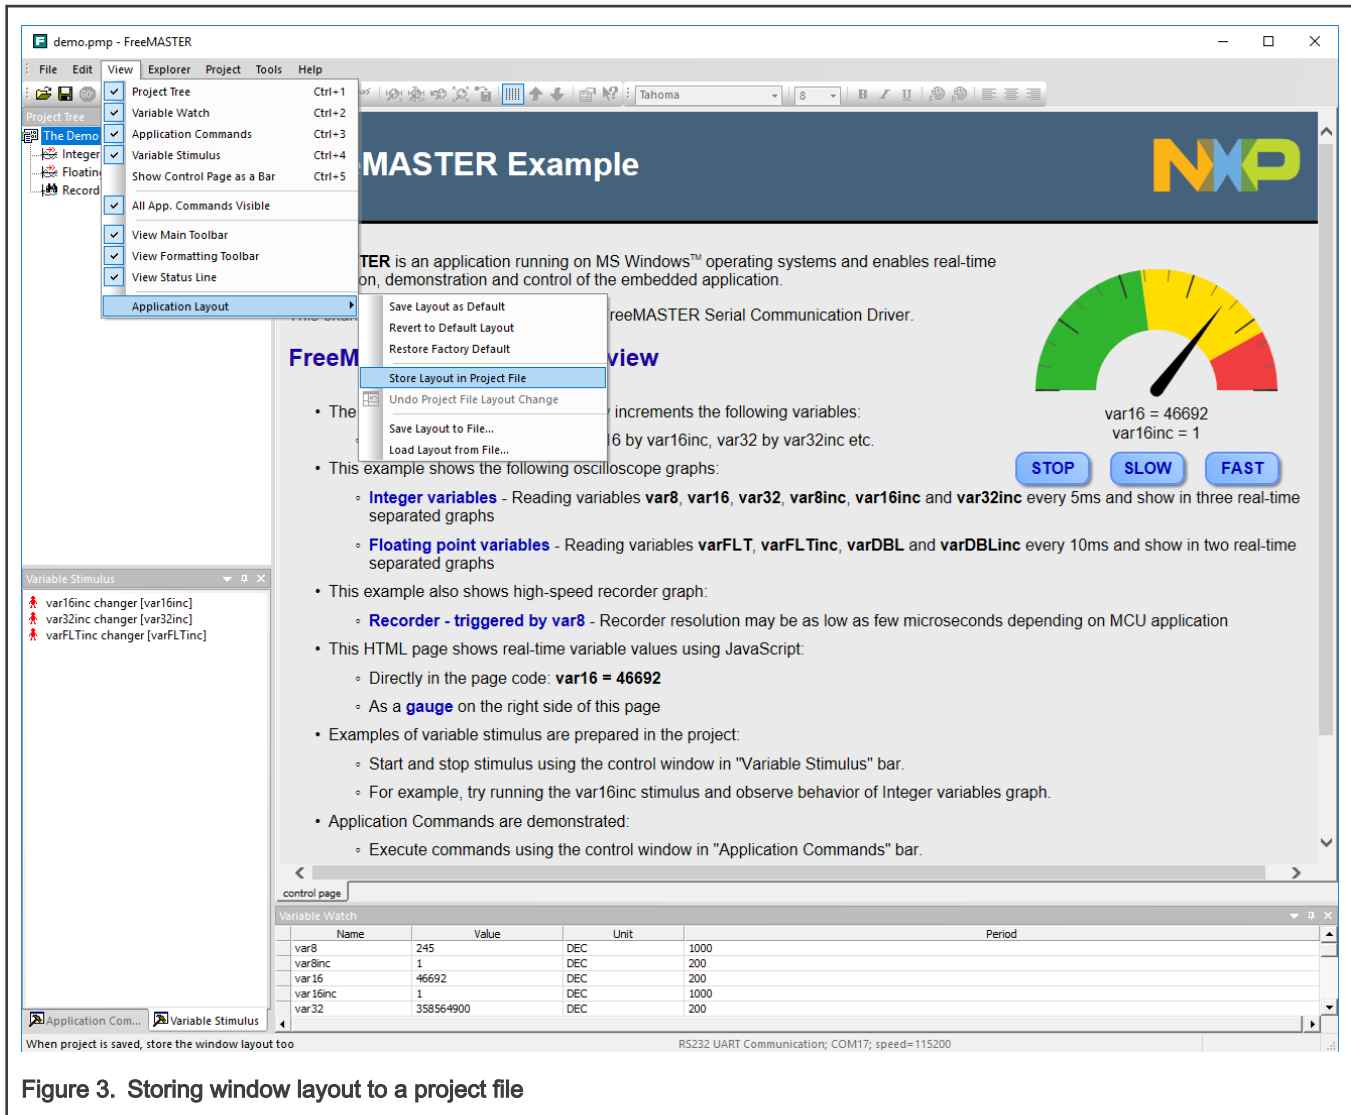 demo.pmp - FreeMASTER
File Edit View Explorer Project Tools Help
Project Tree Ctrl+1
Variable Watch Ctrl+2
Application Commands Ctrl+3
Variable Stimulus Ctrl+4
Show Control Page as a Bar Ctrl+5
All App. Commands Visible
View Main Toolbar
View Formatting Toolbar
View Status Line
Application Layout
Save Layout as Default
Revert to Default Layout
Restore Factory Default
Store Layout in Project File
Undo Project File Layout Change
Save Layout to File...
Load Layout from File...
Tahoma 8 B I U
Project Tree
The Demo
Integer
Floatin
Record
eMASTER Example
NXP
TER is an application running on MS Windows™ operating systems and enables real-time
on, demonstration and control of the embedded application.
reeMASTER Serial Communication Driver.
FreeM view
• The y increments the following variables:
6 by var16inc, var32 by var32inc etc.
• This example shows the following oscilloscope graphs:
◦ Integer variables - Reading variables var8, var16, var32, var8inc, var16inc and var32inc every 5ms and show in three real-time
separated graphs
◦ Floating point variables - Reading variables varFLT, varFLTinc, varDBL and varDBLinc every 10ms and show in two real-time
separated graphs
• This example also shows high-speed recorder graph:
◦ Recorder - triggered by var8 - Recorder resolution may be as low as few microseconds depending on MCU application
• This HTML page shows real-time variable values using JavaScript:
◦ Directly in the page code: var16 = 46692
◦ As a gauge on the right side of this page
• Examples of variable stimulus are prepared in the project:
◦ Start and stop stimulus using the control window in "Variable Stimulus" bar.
◦ For example, try running the var16inc stimulus and observe behavior of Integer variables graph.
• Application Commands are demonstrated:
◦ Execute commands using the control window in "Application Commands" bar.
var16 = 46692
var16inc = 1
STOP SLOW FAST
control page
Variable Stimulus
var16inc changer [var16inc]
var32inc changer [var32inc]
varFLTinc changer [varFLTinc]
Application Com... Variable Stimulus
Variable Watch
Name Value Unit Period
var8 245 DEC 1000
var8inc 1 DEC 200
var16 46692 DEC 200
var16inc 1 DEC 1000
var32 358564900 DEC 200
When project is saved, store the window layout too
RS232 UART Communication; COM17; speed=115200
Figure 3. Storing window layout to a project file